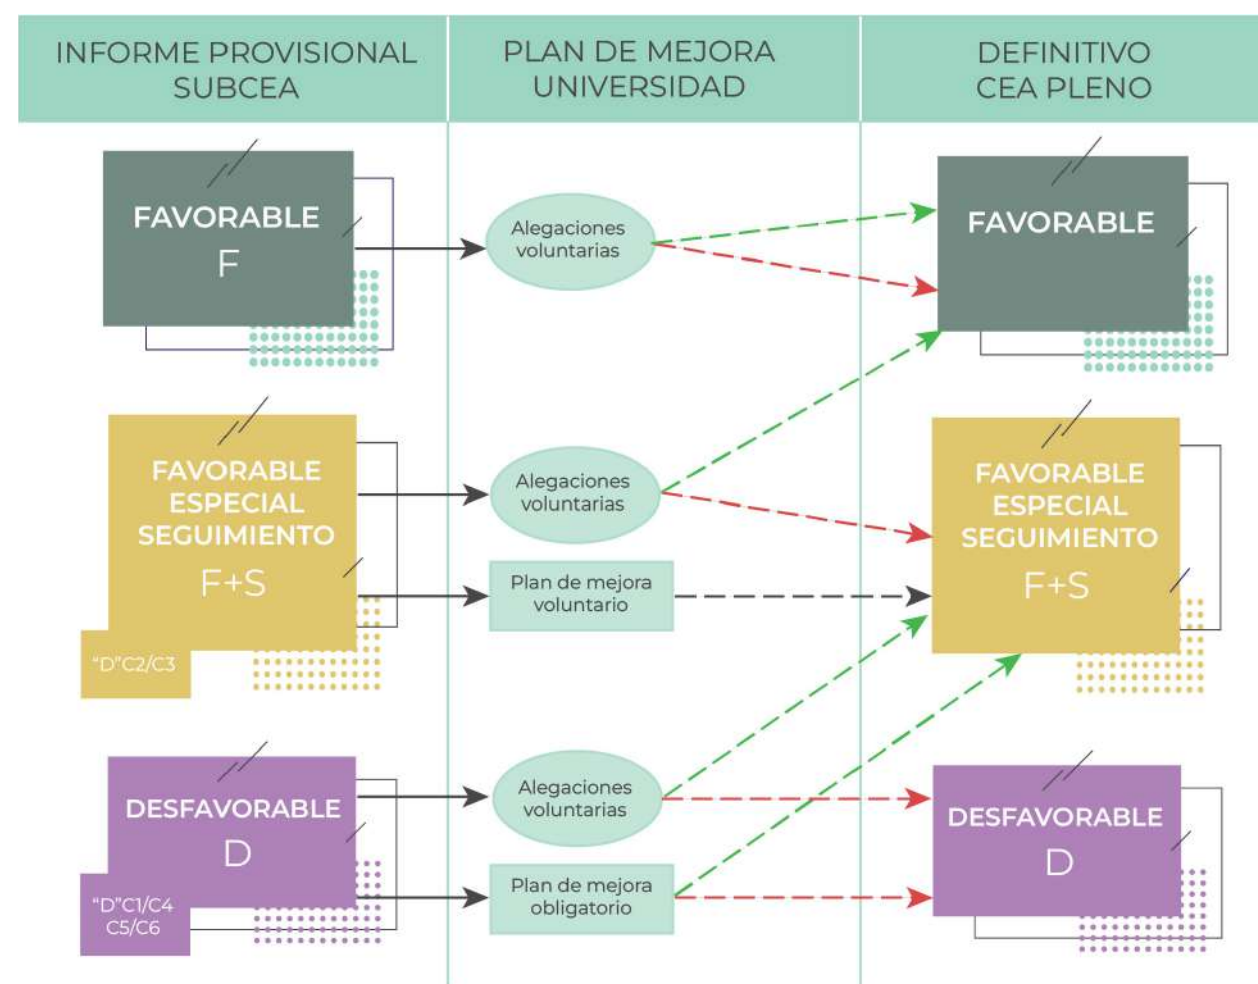 INFORME PROVISIONAL
SUBCEA
PLAN DE MEJORA
UNIVERSIDAD
DEFINITIVO
CEA PLENO
FAVORABLE
F
Alegaciones
voluntarias
FAVORABLE
FAVORABLE
ESPECIAL
SEGUIMIENTO
F+S
"D"C2/C3
Alegaciones
voluntarias
Plan de mejora
voluntario
FAVORABLE
ESPECIAL
SEGUIMIENTO
F+S
DESFAVORABLE
D
"D"C1/C4
C5/C6
Alegaciones
voluntarias
Plan de mejora
obligatorio
DESFAVORABLE
D